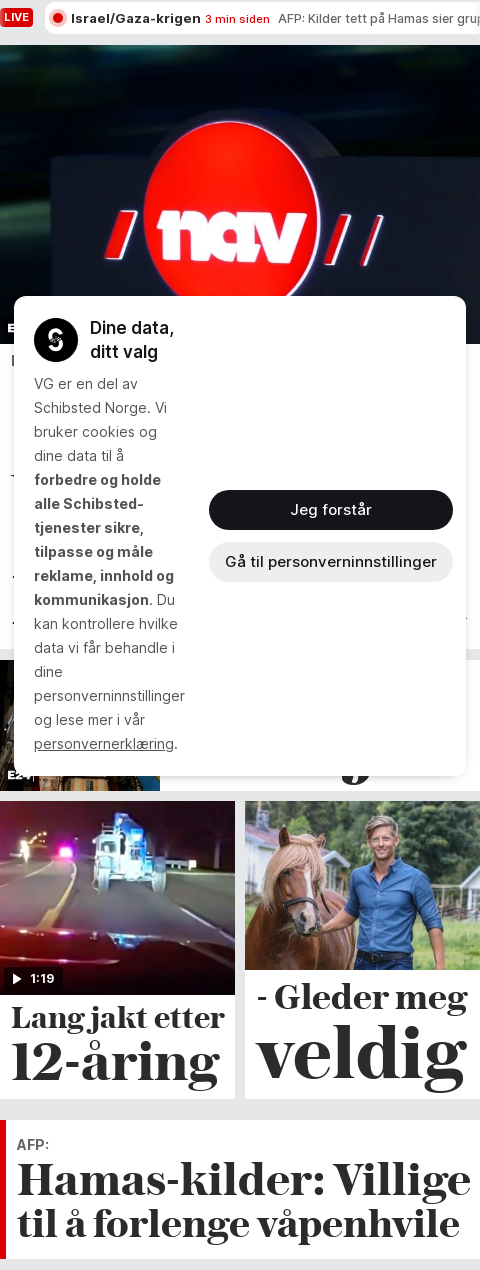 LIVE
Israel/Gaza-krigen 3 min siden AFP: Kilder tett på Hamas sier
nav
Dine data,
ditt valg
VG er en del av
Schibsted Norge. Vi
bruker cookies og
dine data til å
forbedre og holde
alle Schibsted-
tjenester sikre,
tilpasse og måle
reklame, innhold og
kommunikasjon. Du
kan kontrollere hvilke
data vi får behandle i
dine
personverninnstillinger
og lese mer i vår
personvernerklæring.
Jeg forstår
Gå til personverninnstillinger
E24
1:19
Lang jakt etter
12-åring
- Gleder meg
veldig
AFP:
Hamas-kilder: Villige
til å forlenge våpenhvile